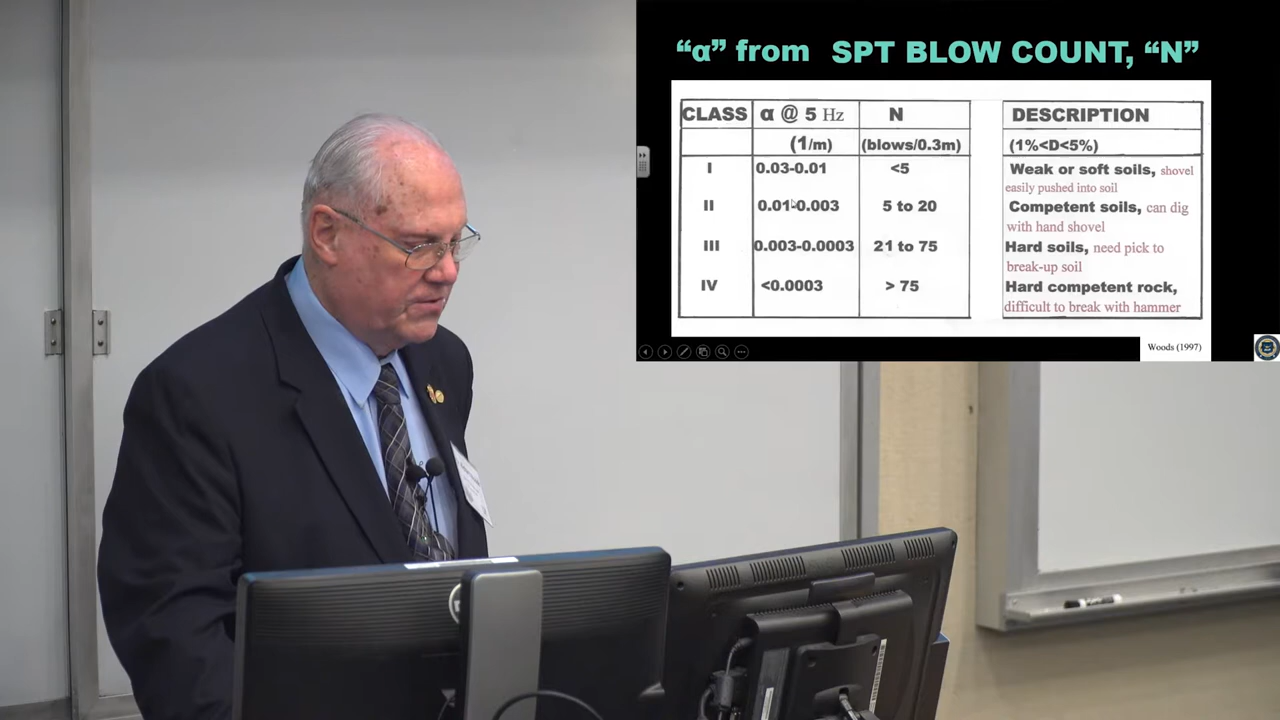 “α” from SPT BLOW COUNT, “N”
CLASS α @ 5 Hz N DESCRIPTION
(1/m) (blows/0.3m) (1%<D<5%)
I 0.03-0.01 <5 Weak or soft soils, shovel
easily pushed into soil
II 0.01-0.003 5 to 20 Competent soils, can dig
with hand shovel
III 0.003-0.0003 21 to 75 Hard soils, need pick to
break-up soil
IV <0.0003 > 75 Hard competent rock,
difficult to break with hammer
Woods (1997)